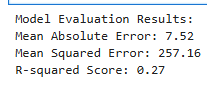 Model Evaluation Results:
Mean Absolute Error: 7.52
Mean Squared Error: 257.16
R-squared Score: 0.27